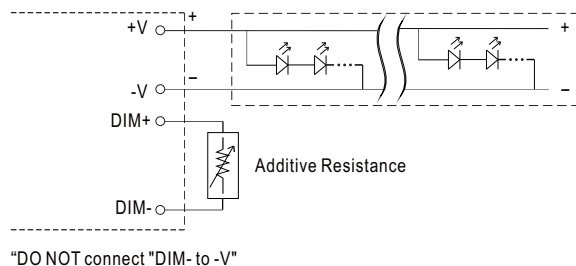 +V
+
+
-V
–
–
DIM+
Additive Resistance
DIM-
“DO NOT connect "DIM- to -V"